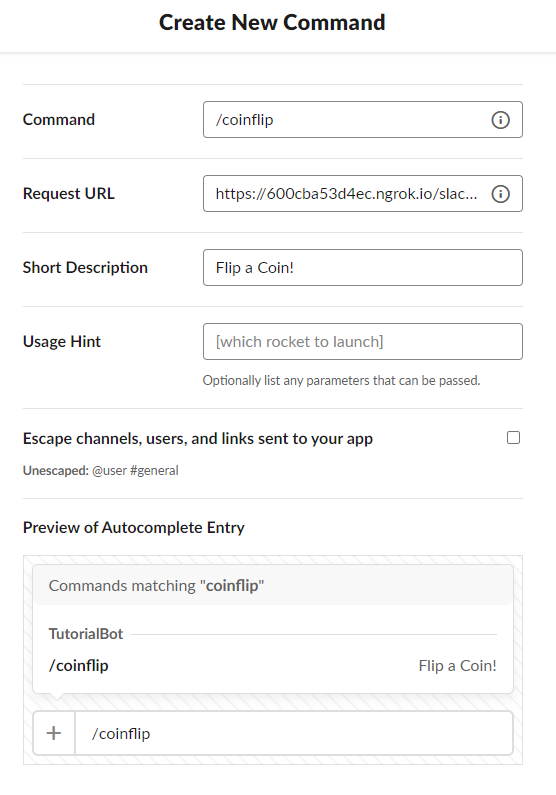 Create New Command
Command
/coinflip
Request URL
https://600cba53d4ec.ngrok.io/slac...
Short Description
Flip a Coin!
Usage Hint
[which rocket to launch]
Optionally list any parameters that can be passed.
Escape channels, users, and links sent to your app
Unescaped: @user #general
Preview of Autocomplete Entry
Commands matching "coinflip"
TutorialBot
/coinflip Flip a Coin!
/coinflip